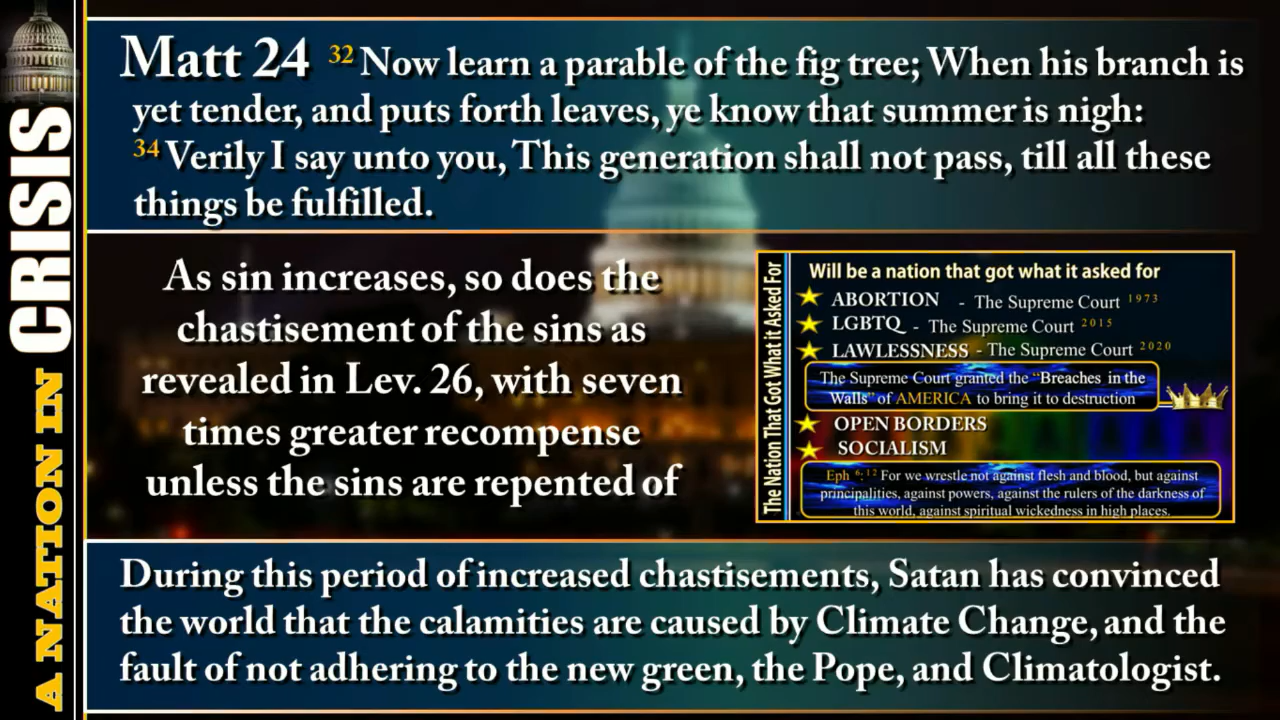 A NATION IN CRISIS
Matt 24 32 Now learn a parable of the fig tree; When his branch is
yet tender, and puts forth leaves, ye know that summer is nigh:
34 Verily I say unto you, This generation shall not pass, till all these
things be fulfilled.
As sin increases, so does the
chastisement of the sins as
revealed in Lev. 26, with seven
times greater recompense
unless the sins are repented of
The Nation That Got What it Asked For
Will be a nation that got what it asked for
ABORTION - The Supreme Court 1973
LGBTQ - The Supreme Court 2015
LAWLESSNESS - The Supreme Court 2020
The Supreme Court granted the "Breaches in the
Walls" of AMERICA to bring it to destruction
OPEN BORDERS
SOCIALISM
Eph 6:12 For we wrestle not against flesh and blood, but against
principalities, against powers, against the rulers of the darkness of
this world, against spiritual wickedness in high places.
During this period of increased chastisements, Satan has convinced
the world that the calamities are caused by Climate Change, and the
fault of not adhering to the new green, the Pope, and Climatologist.